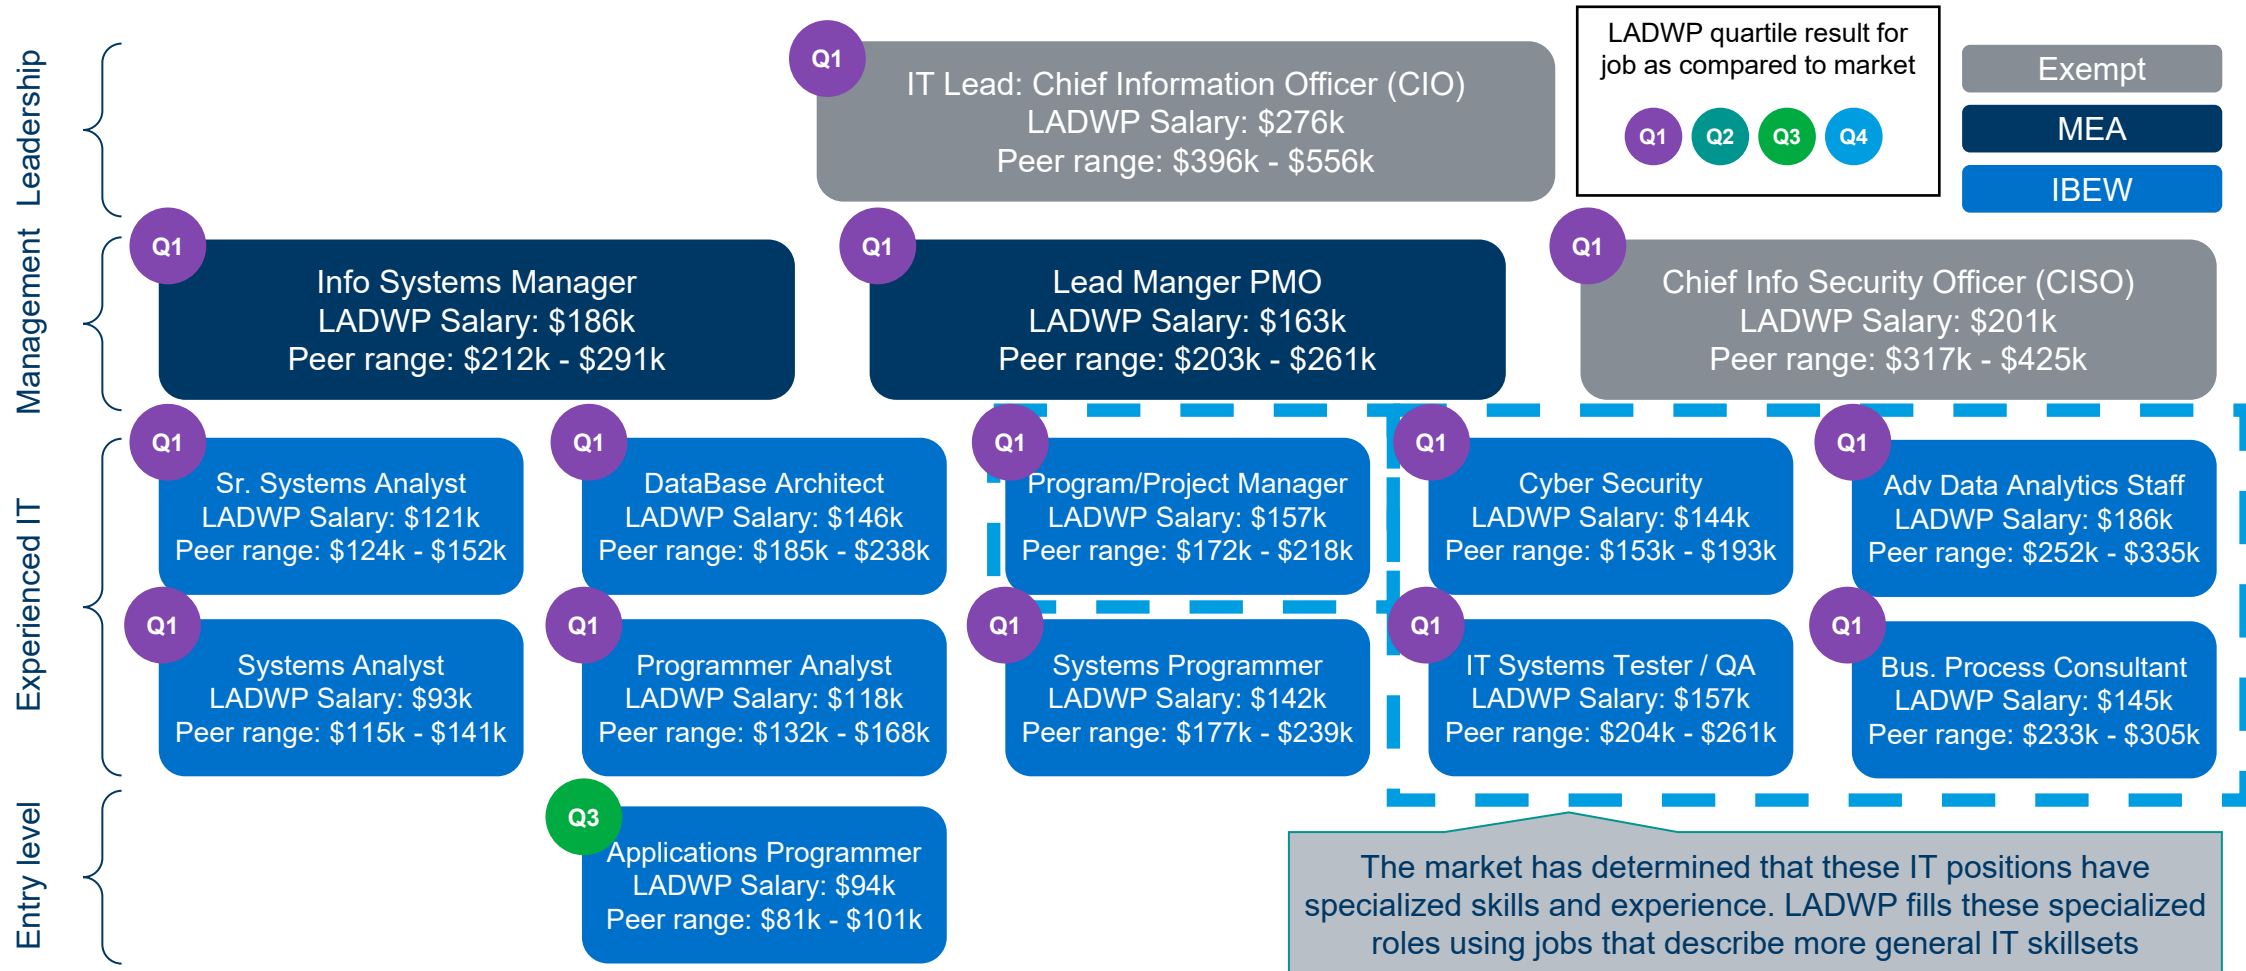 Leadership
Q1
IT Lead: Chief Information Officer (CIO)
LADWP Salary: $276k
Peer range: $396k - $556k
LADWP quartile result for
job as compared to market
Q1 Q2 Q3 Q4
Exempt
MEA
IBEW
Management
Q1
Info Systems Manager
LADWP Salary: $186k
Peer range: $212k - $291k
Q1
Lead Manger PMO
LADWP Salary: $163k
Peer range: $203k - $261k
Q1
Chief Info Security Officer (CISO)
LADWP Salary: $201k
Peer range: $317k - $425k
Experienced IT
Q1
Sr. Systems Analyst
LADWP Salary: $121k
Peer range: $124k - $152k
Q1
DataBase Architect
LADWP Salary: $146k
Peer range: $185k - $238k
Q1
Program/Project Manager
LADWP Salary: $157k
Peer range: $172k - $218k
Q1
Cyber Security
LADWP Salary: $144k
Peer range: $153k - $193k
Q1
Adv Data Analytics Staff
LADWP Salary: $186k
Peer range: $252k - $335k
Q1
Systems Analyst
LADWP Salary: $93k
Peer range: $115k - $141k
Q1
Programmer Analyst
LADWP Salary: $118k
Peer range: $132k - $168k
Q1
Systems Programmer
LADWP Salary: $142k
Peer range: $177k - $239k
Q1
IT Systems Tester / QA
LADWP Salary: $157k
Peer range: $204k - $261k
Q1
Bus. Process Consultant
LADWP Salary: $145k
Peer range: $233k - $305k
Entry level
Q3
Applications Programmer
LADWP Salary: $94k
Peer range: $81k - $101k
The market has determined that these IT positions have
specialized skills and experience. LADWP fills these specialized
roles using jobs that describe more general IT skillsets